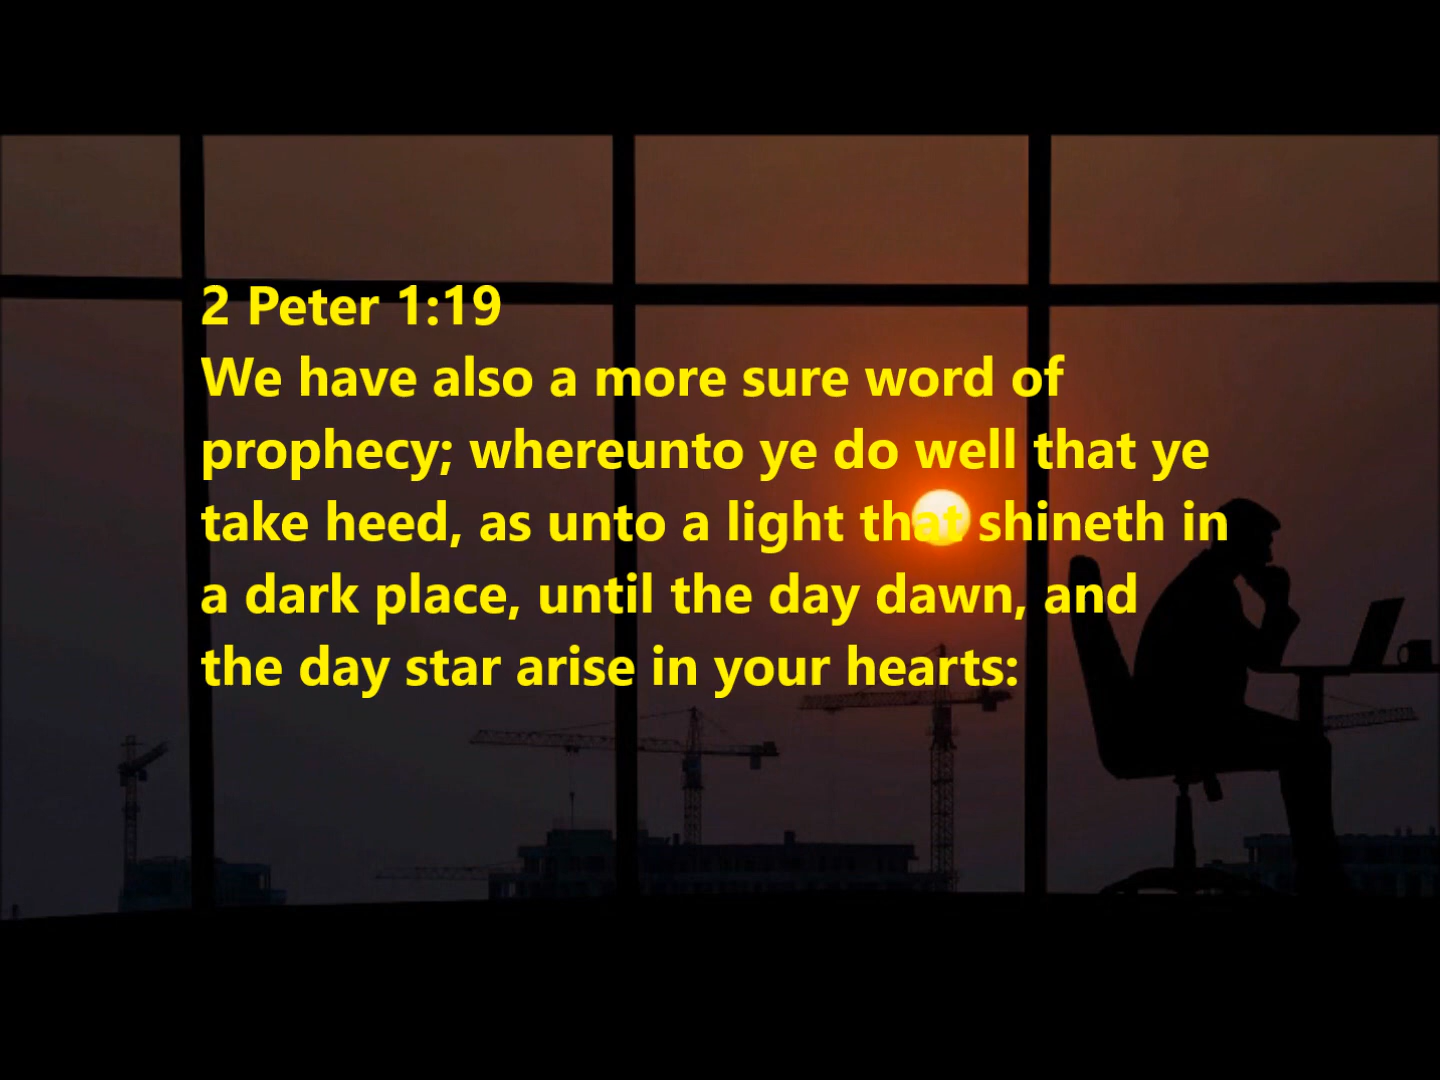 2 Peter 1:19
We have also a more sure word of
prophecy; whereunto ye do well that ye
take heed, as unto a light that shineth in
a dark place, until the day dawn, and
the day star arise in your hearts: